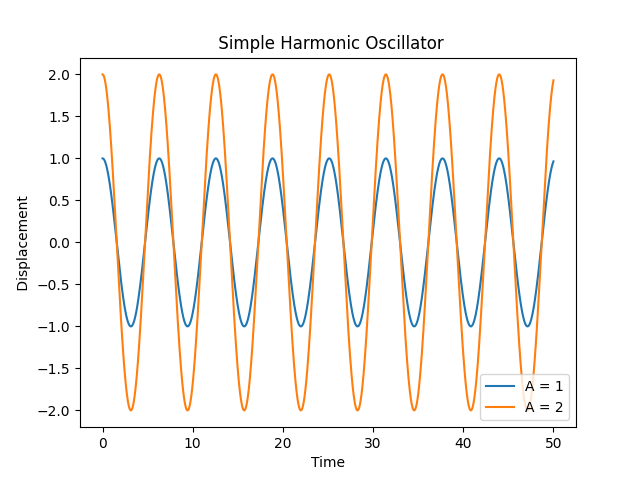 Simple Harmonic Oscillator
2.0
1.5
1.0
0.5
0.0
−0.5
−1.0
−1.5
−2.0
Displacement
A = 1
A = 2
0 10 20 30 40 50
Time